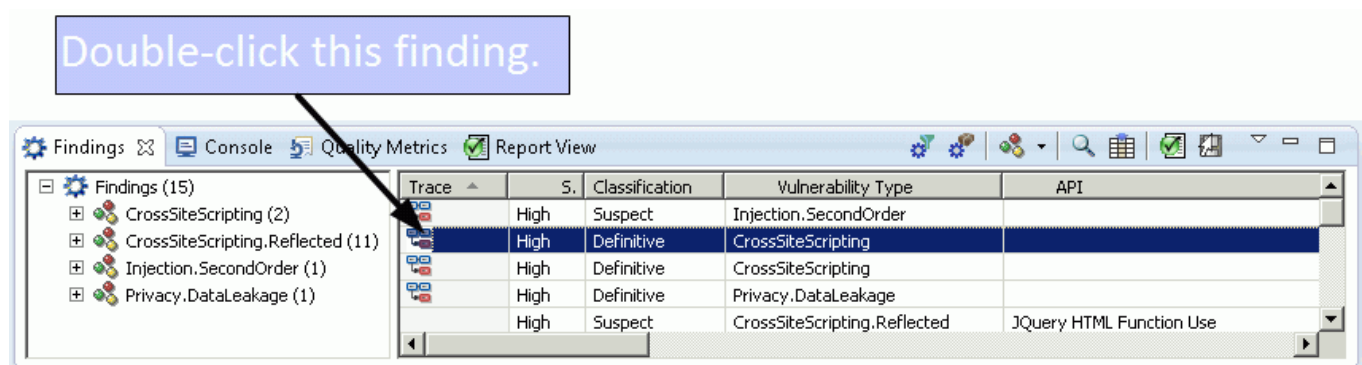 Double-click this finding.
Findings Console Quality Metrics Report View
Findings (15)
CrossSiteScripting (2)
CrossSiteScripting.Reflected (11)
Injection.SecondOrder (1)
Privacy.DataLeakage (1)
Trace S. Classification Vulnerability Type API
High Suspect Injection.SecondOrder
High Definitive CrossSiteScripting
High Definitive CrossSiteScripting
High Definitive Privacy.DataLeakage
High Suspect CrossSiteScripting.Reflected JQuery HTML Function Use